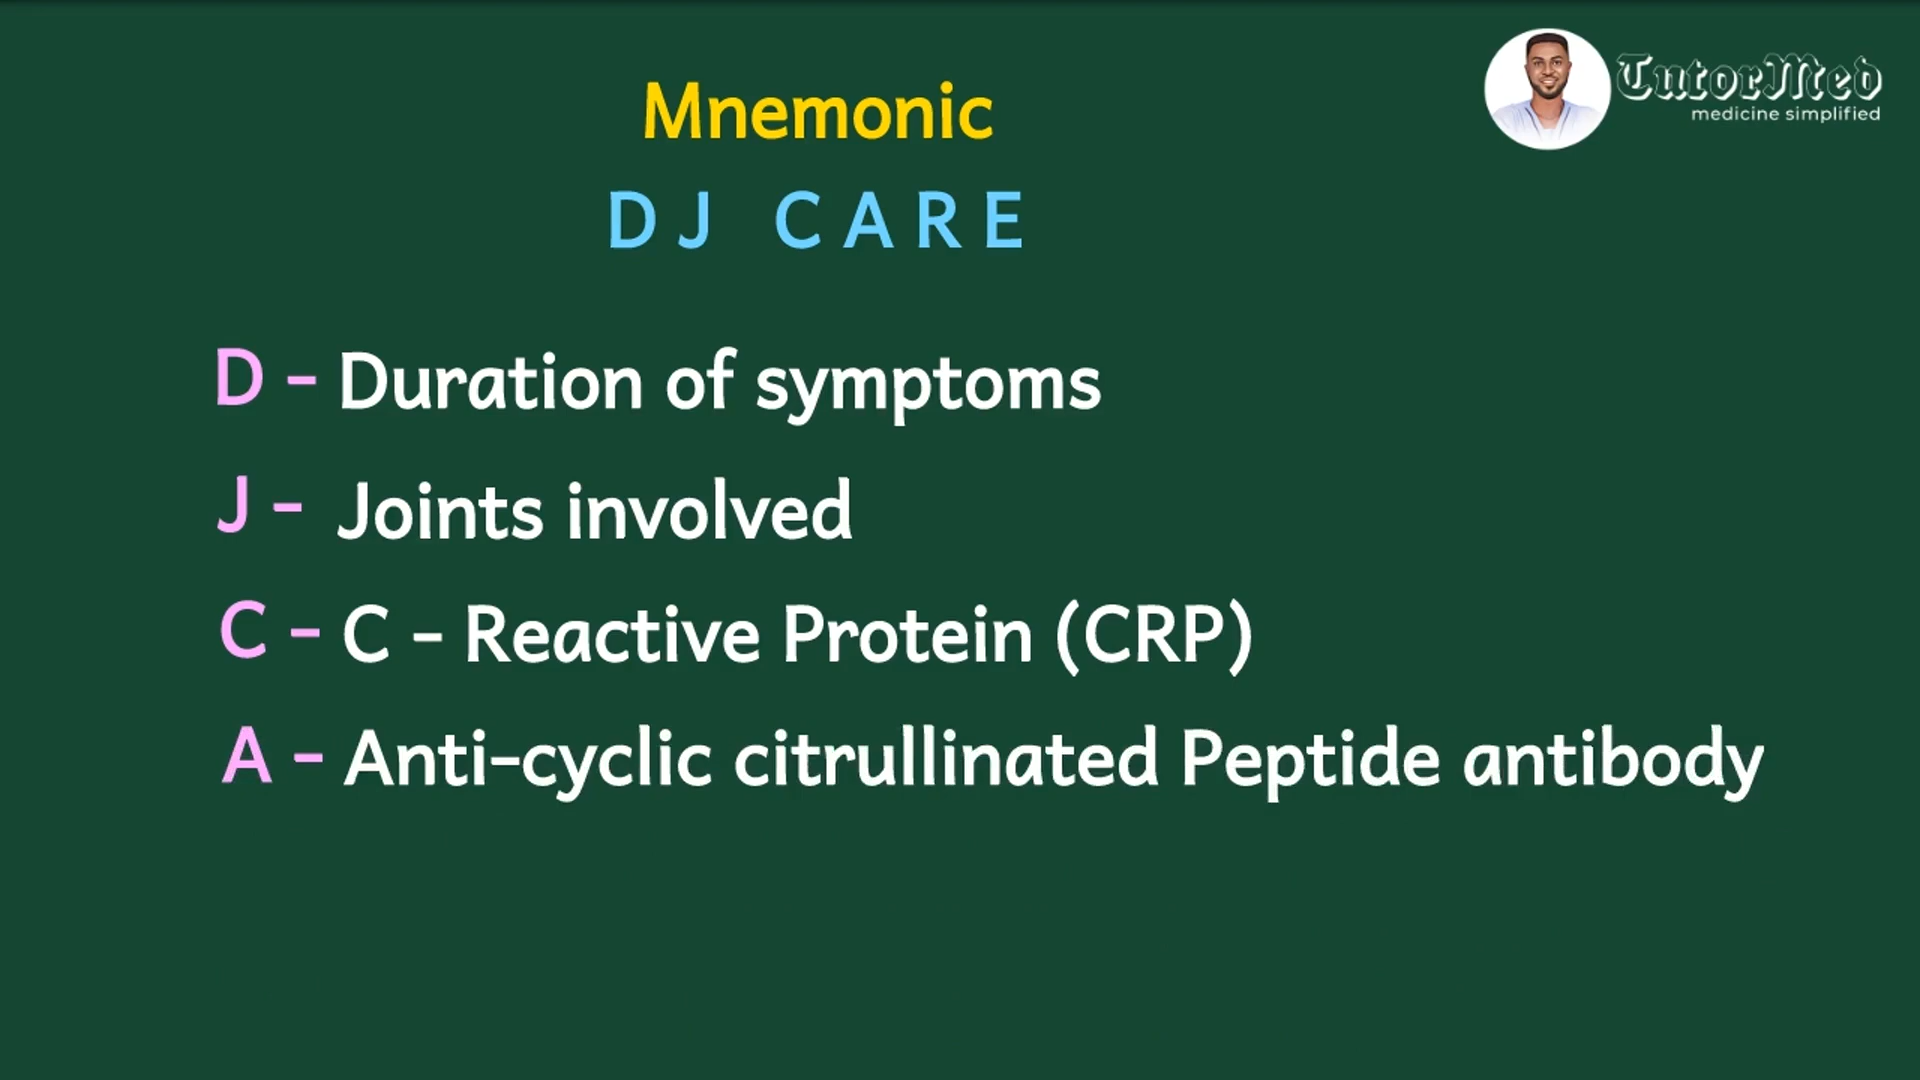 TutorMed
medicine simplified
Mnemonic
DJ CARE
D - Duration of symptoms
J - Joints involved
C - C - Reactive Protein (CRP)
A - Anti-cyclic citrullinated Peptide antibody